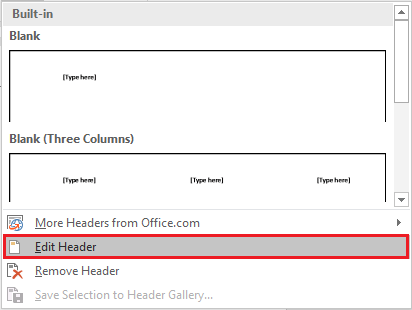 Built-in
Blank
[Type here]
Blank (Three Columns)
[Type here] [Type here] [Type here]
More Headers from Office.com
Edit Header
Remove Header
Save Selection to Header Gallery...